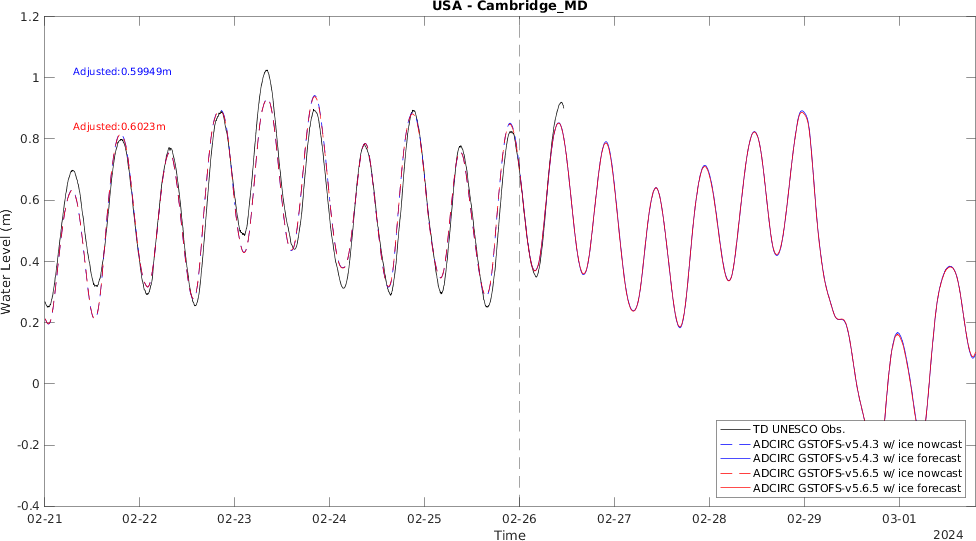 USA - Cambridge_MD
1.2
1
0.8
0.6
0.4
0.2
0
-0.2
-0.4
Water Level (m)
Adjusted:0.59949m
Adjusted:0.6023m
TD UNESCO Obs.
ADCIRC GSTOFS-v5.4.3 w/ ice nowcast
ADCIRC GSTOFS-v5.4.3 w/ ice forecast
ADCIRC GSTOFS-v5.6.5 w/ ice nowcast
ADCIRC GSTOFS-v5.6.5 w/ ice forecast
02-21 02-22 02-23 02-24 02-25 02-26 02-27 02-28 02-29 03-01
Time
2024